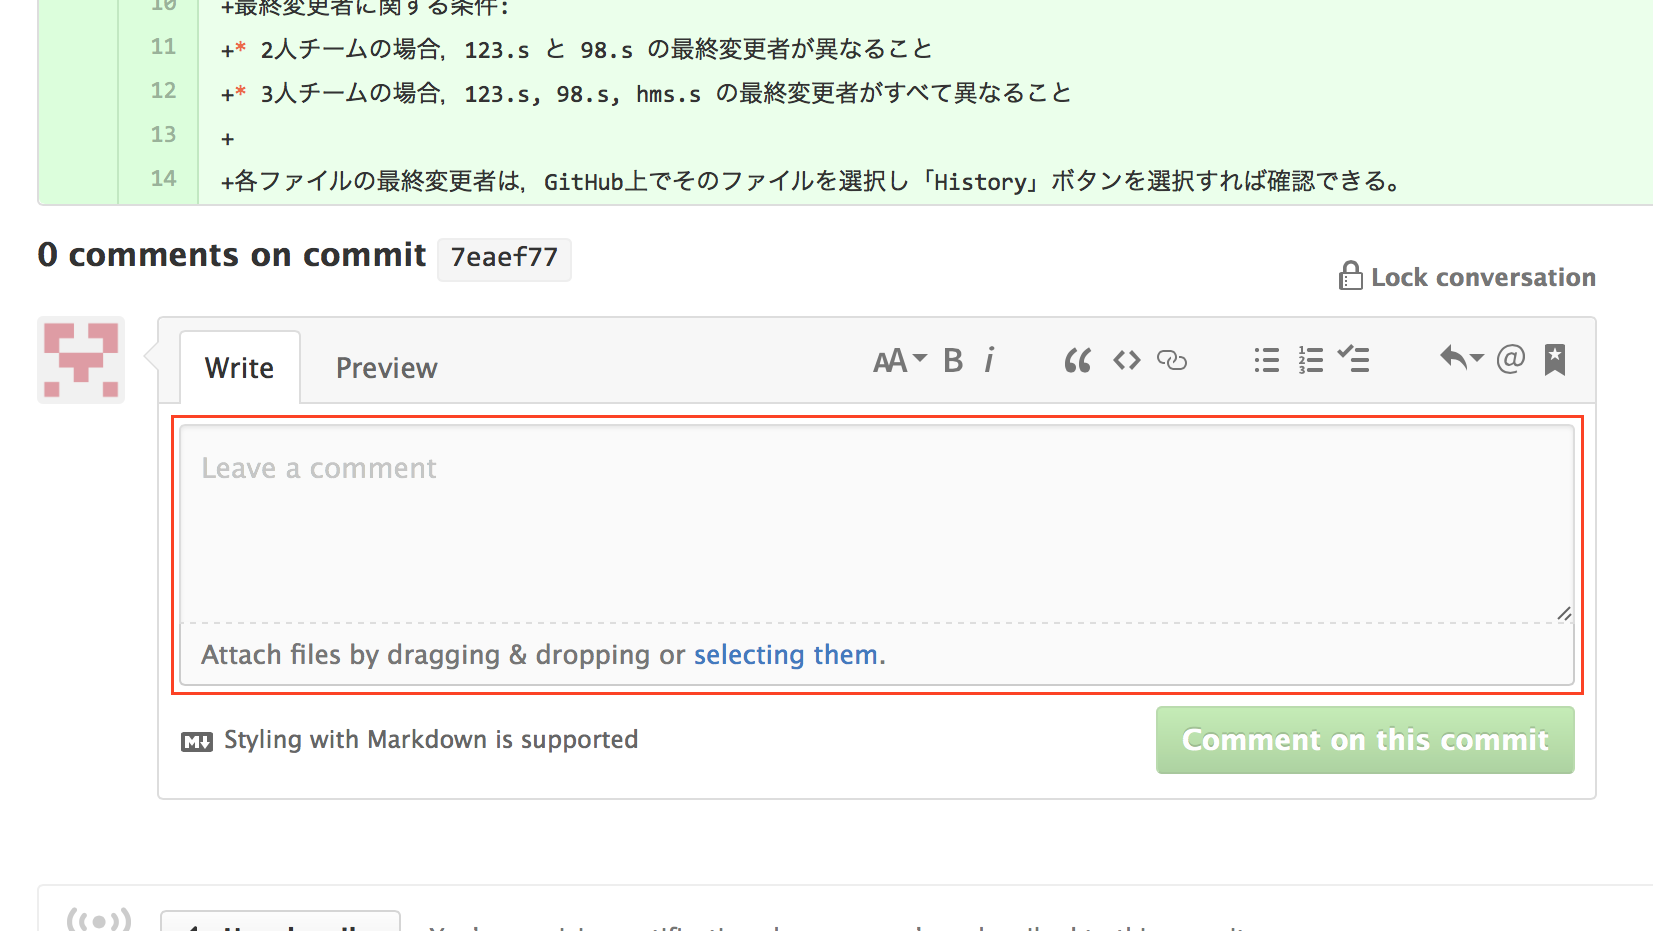 10 +最終変更者に関する条件:
11 +* 2人チームの場合, 123.s と 98.s の最終変更者が異なること
12 +* 3人チームの場合, 123.s, 98.s, hms.s の最終変更者がすべて異なること
13 +
14 +各ファイルの最終変更者は, GitHub上でそのファイルを選択し「History」ボタンを選択すれば確認できる。
0 comments on commit 7eaef77
Lock conversation
Write Preview AA B i “ <> @
Leave a comment
Attach files by dragging & dropping or selecting them.
M↓ Styling with Markdown is supported
Comment on this commit